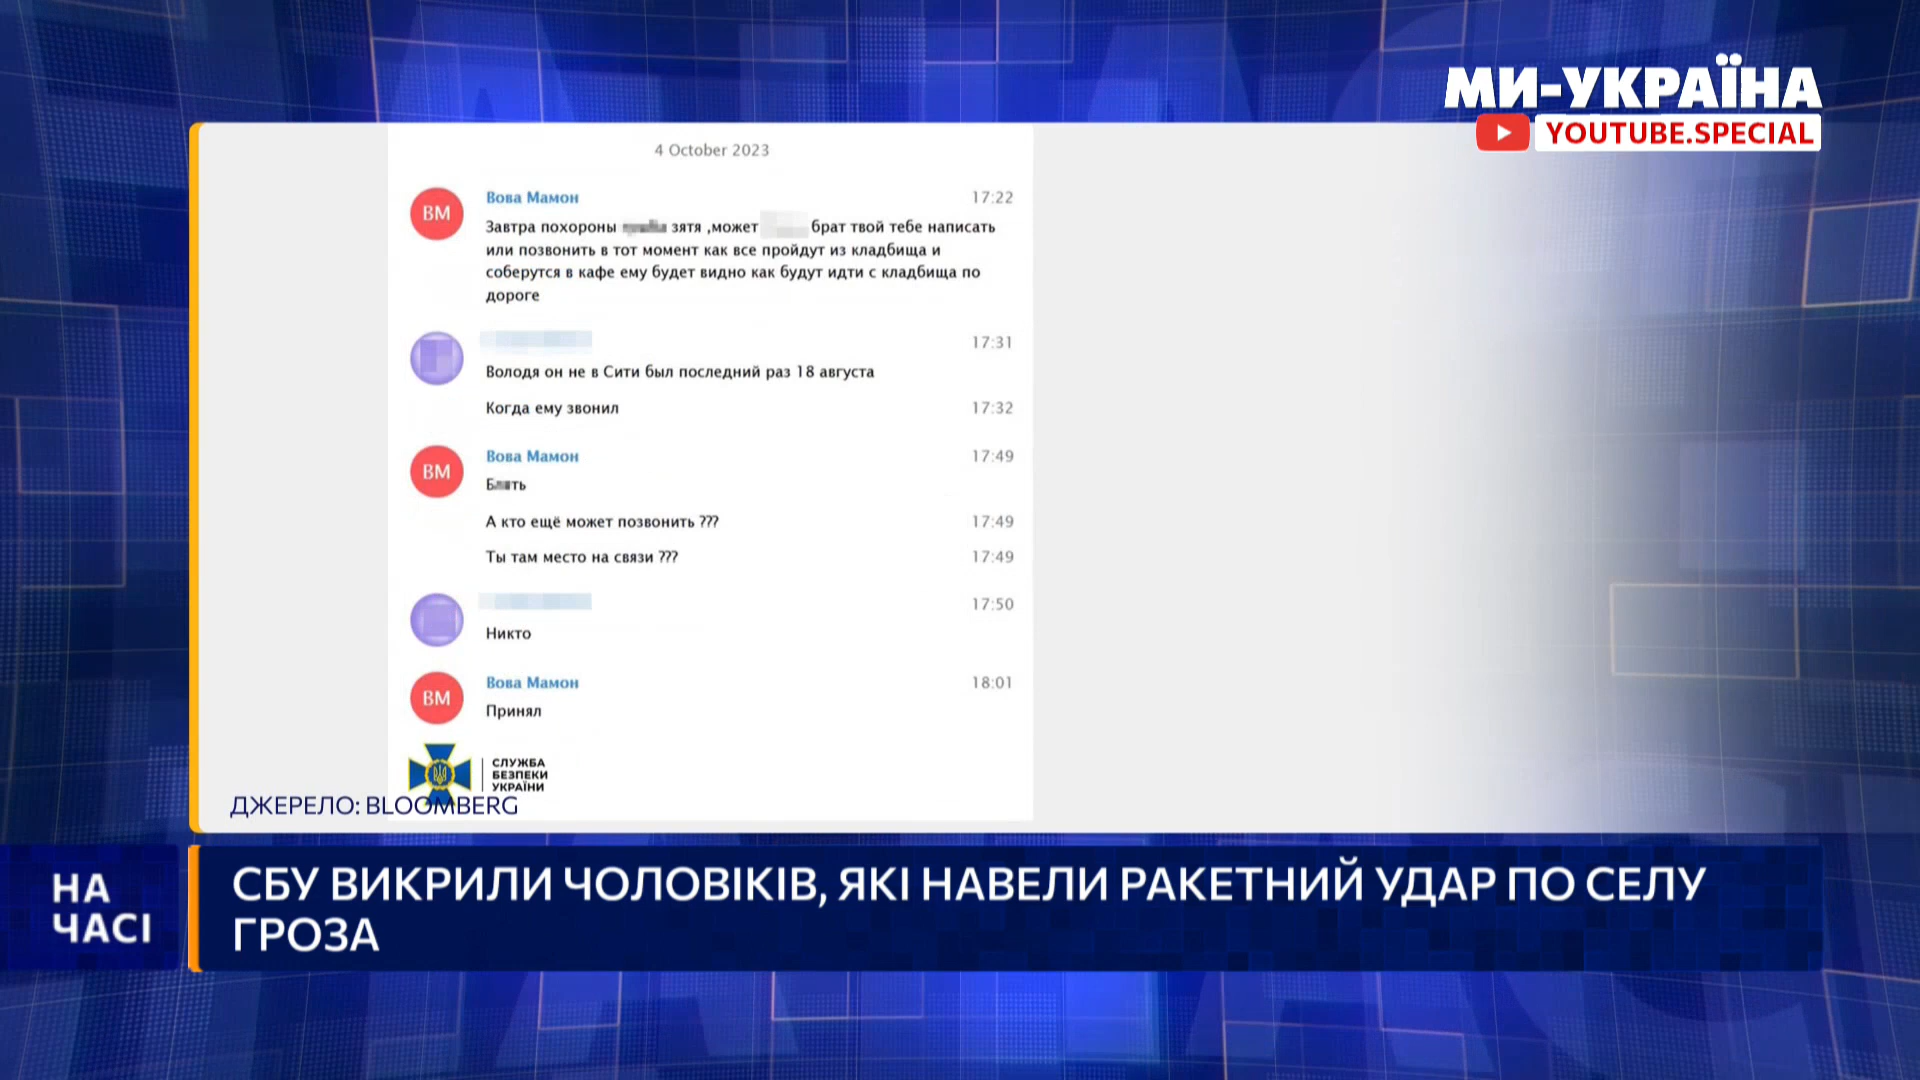 МИ-УКРАЇНА
YOUTUBE.SPECIAL
4 October 2023
ВМ
Вова Мамон 17:22
Завтра похороны зятя ,может брат твой тебе написать
или позвонить в тот момент как все пройдут из кладбища и
соберутся в кафе ему будет видно как будут идти с кладбища по
дороге
17:31
Володя он не в Сити был последний раз 18 августа
Когда ему звонил 17:32
ВМ
Вова Мамон 17:49
А кто ещё может позвонить ??? 17:49
Ты там место на связи ??? 17:49
17:50
Никто
ВМ
Вова Мамон 18:01
Принял
СЛУЖБА
БЕЗПЕКИ
УКРАЇНИ
ДЖЕРЕЛО: BLOOMBERG
НА
ЧАСІ
СБУ ВИКРИЛИ ЧОЛОВІКІВ, ЯКІ НАВЕЛИ РАКЕТНИЙ УДАР ПО СЕЛУ
ГРОЗА